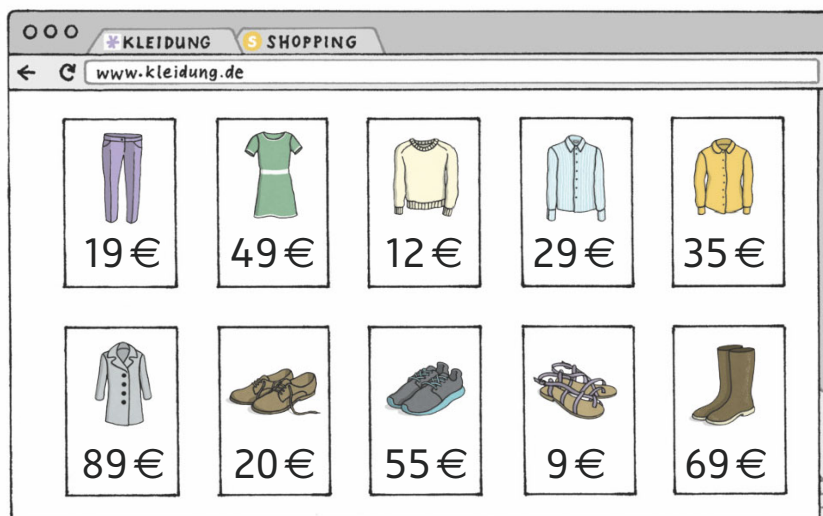 KLEIDUNG S SHOPPING
www.kleidung.de
19 € 49 € 12 € 29 € 35 €
89 € 20 € 55 € 9 € 69 €